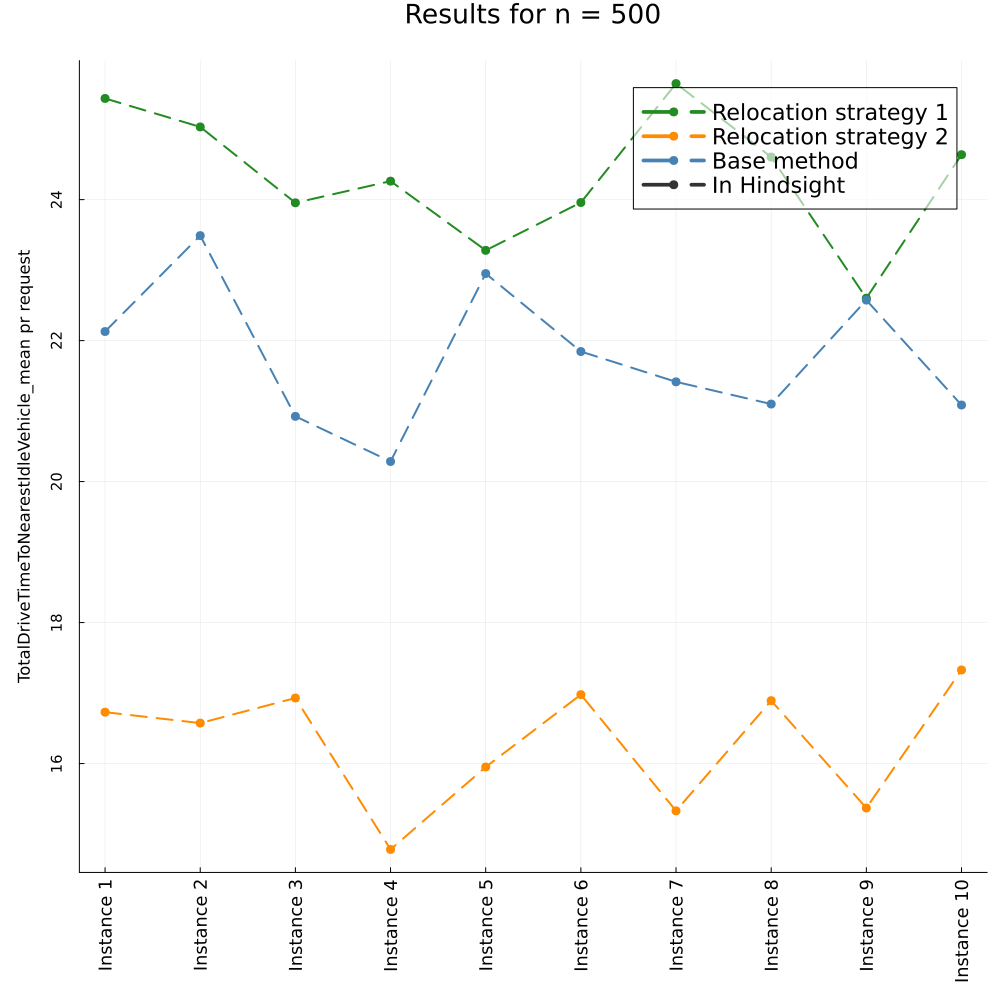 Results for n = 500
Relocation strategy 1
Relocation strategy 2
Base method
In Hindsight
TotalDriveTimeToNearestIdleVehicle_mean pr request
24
22
20
18
16
Instance 1
Instance 2
Instance 3
Instance 4
Instance 5
Instance 6
Instance 7
Instance 8
Instance 9
Instance 10